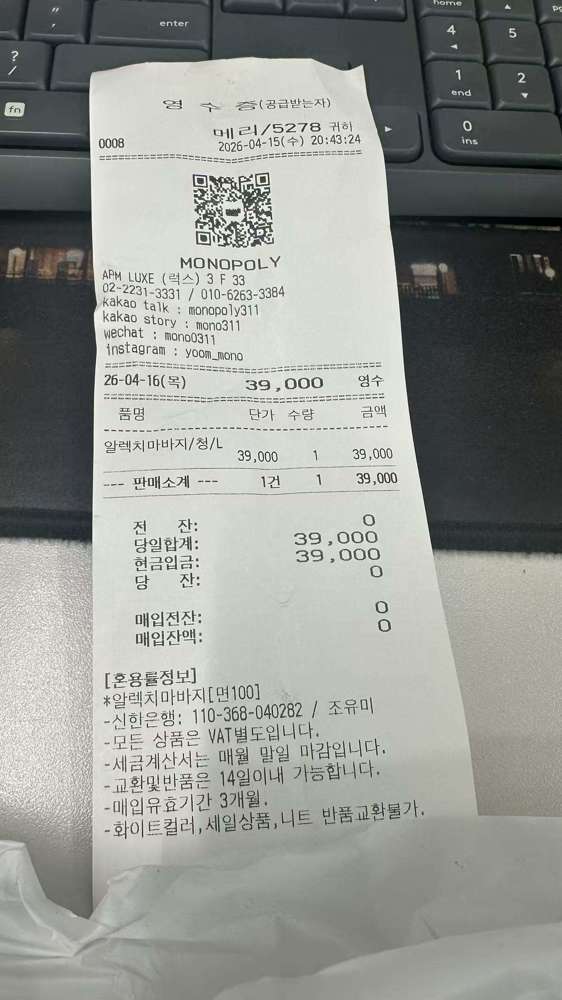 enter
home
4
5
?
/
1
end
2
fn
0
ins
영 수 증(공급받는자)
메리/5278 귀하
0008
2026-04-15(수) 20:43:24
MONOPOLY
APM LUXE (럭스) 3 F 33
02-2231-3331 / 010-6263-3384
kakao talk : monopoly311
kakao story : mono311
wechat : mono0311
instagram : yoom_mono
26-04-16(목) 39,000 영수
품명 단가 수량 금액
알렉치마바지/청/L
39,000 1 39,000
--- 판매소계 --- 1건 1 39,000
전 잔: 0
당일합계: 39,000
현금입금: 39,000
당 잔: 0
매입전잔: 0
매입잔액: 0
[혼용률정보]
*알렉치마바지[면100]
-신한은행: 110-368-040282 / 조유미
-모든 상품은 VAT별도입니다.
-세금계산서는 매월 말일 마감입니다.
-교환및반품은 14일이내 가능합니다.
-매입유효기간 3개월.
-화이트컬러,세일상품,니트 반품교환불가.